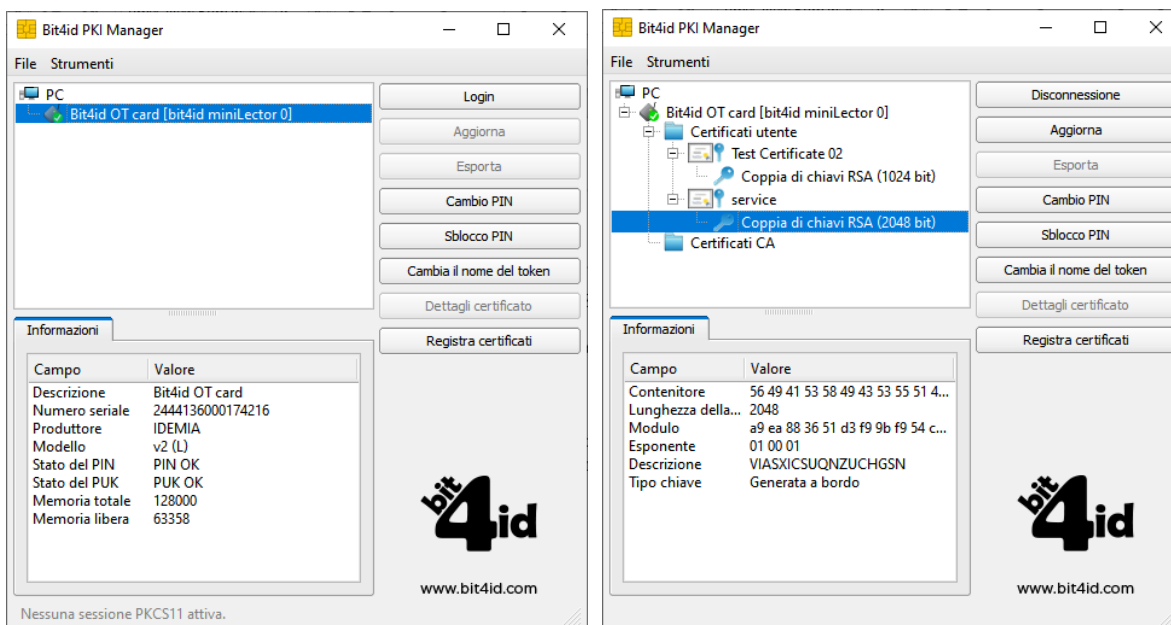 Bit4id PKI Manager
File Strumenti
PC
Bit4id OT card [bit4id miniLector 0]
Login
Aggiorna
Esporta
Cambio PIN
Sblocco PIN
Cambia il nome del token
Dettagli certificato
Registra certificati
Informazioni
Campo Valore
Descrizione Bit4id OT card
Numero seriale 2444136000174216
Produttore IDEMIA
Modello v2 (L)
Stato del PIN PIN OK
Stato del PUK PUK OK
Memoria totale 128000
Memoria libera 63358
bit4id
www.bit4id.com
Nessuna sessione PKCS11 attiva.
Bit4id PKI Manager
File Strumenti
PC
Bit4id OT card [bit4id miniLector 0]
Certificati utente
Test Certificate 02
Coppia di chiavi RSA (1024 bit)
service
Coppia di chiavi RSA (2048 bit)
Certificati CA
Disconnessione
Aggiorna
Esporta
Cambio PIN
Sblocco PIN
Cambia il nome del token
Dettagli certificato
Registra certificati
Informazioni
Campo Valore
Contenitore 56 49 41 53 58 49 43 53 55 51 4...
Lunghezza della... 2048
Modulo a9 ea 88 36 51 d3 f9 9b f9 54 c...
Esponente 01 00 01
Descrizione VIASXICSUQNZUCHGSN
Tipo chiave Generata a bordo
bit4id
www.bit4id.com